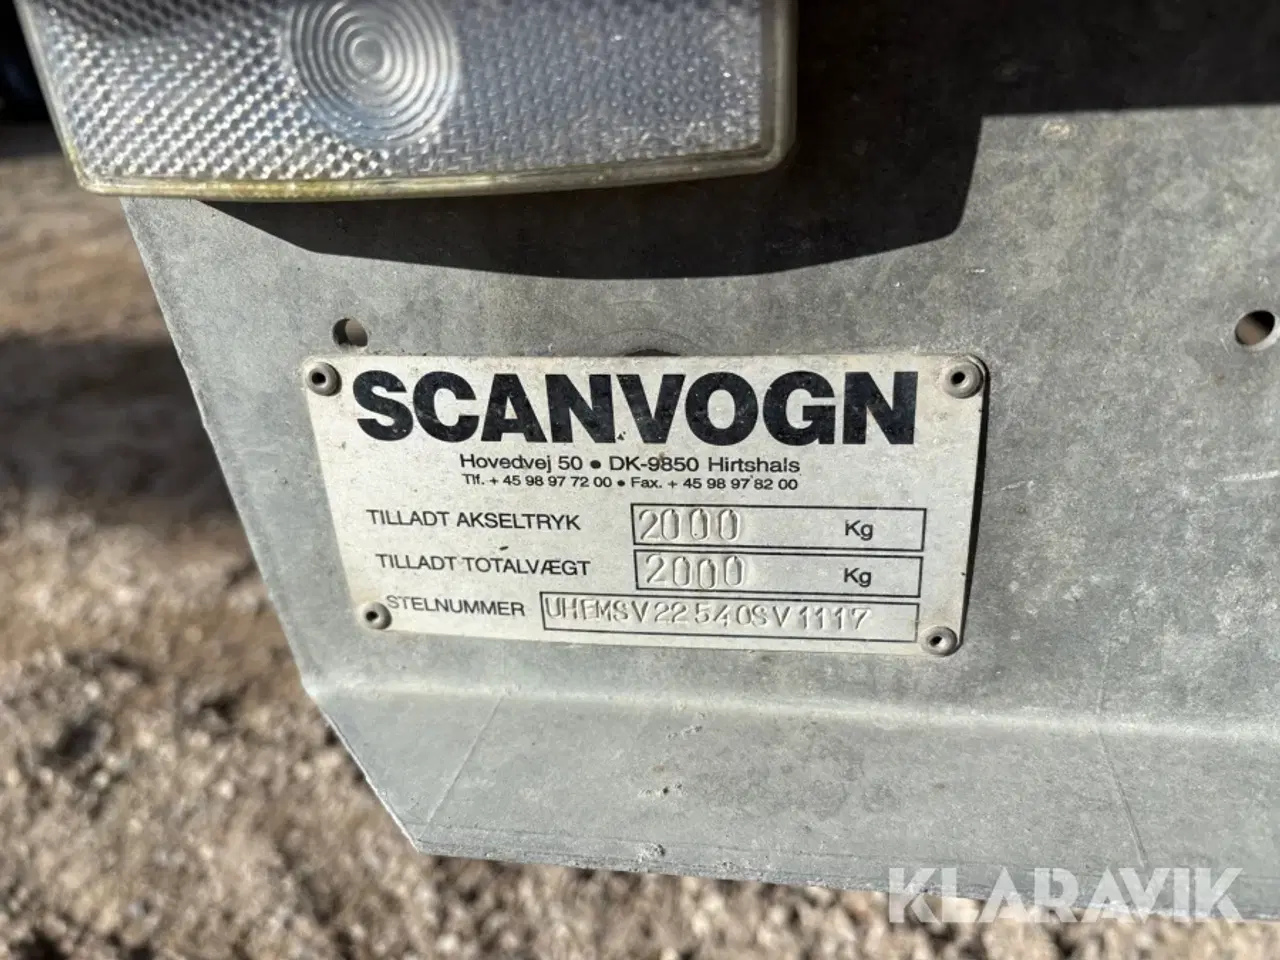 SCANVOGN
Hovedvej 50 • DK-9850 Hirtshals
Tlf. + 45 98 97 72 00 • Fax. + 45 98 97 82 00
TILLADT AKSELTRYK 2000 Kg
TILLADT TOTALVÆGT 2000 Kg
STELNUMMER UHEMSV22540SV1117
KLARAVIK